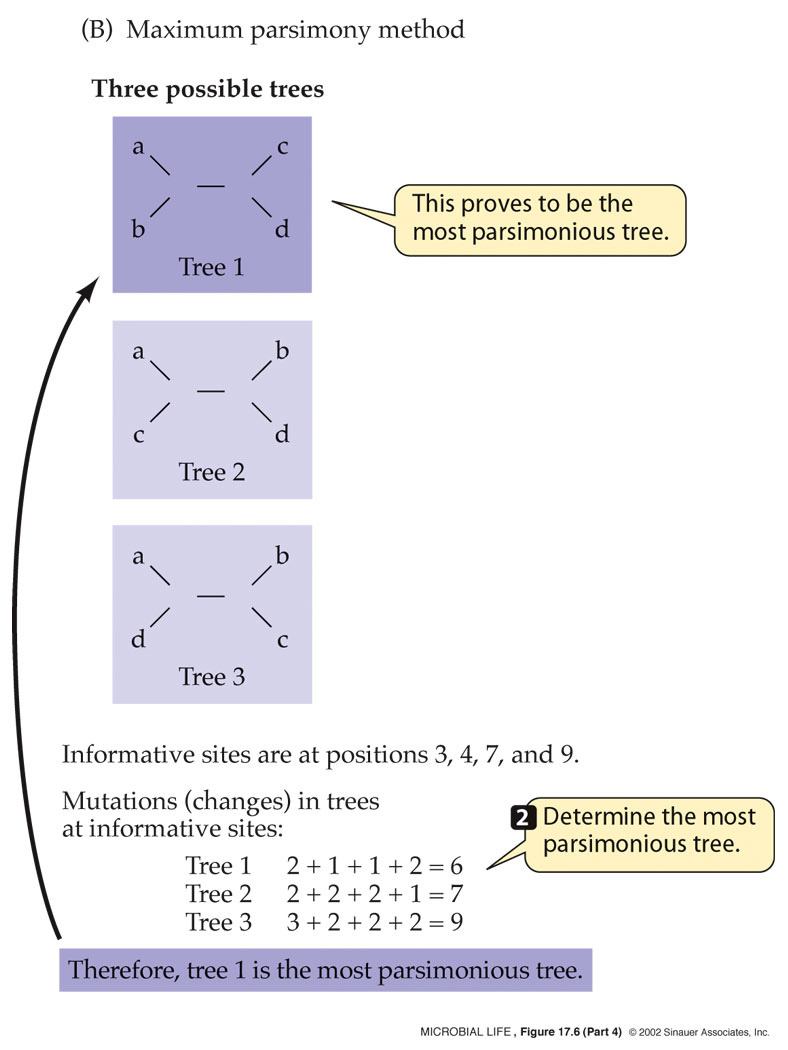 (B) Maximum parsimony method
Three possible trees
a c
b d
Tree 1
This proves to be the
most parsimonious tree.
a b
c d
Tree 2
a b
d c
Tree 3
Informative sites are at positions 3, 4, 7, and 9.
Mutations (changes) in trees
at informative sites:
2 Determine the most
parsimonious tree.
Tree 1 2 + 1 + 1 + 2 = 6
Tree 2 2 + 2 + 2 + 1 = 7
Tree 3 3 + 2 + 2 + 2 = 9
Therefore, tree 1 is the most parsimonious tree.
MICROBIAL LIFE, Figure 17.6 (Part 4) © 2002 Sinauer Associates, Inc.